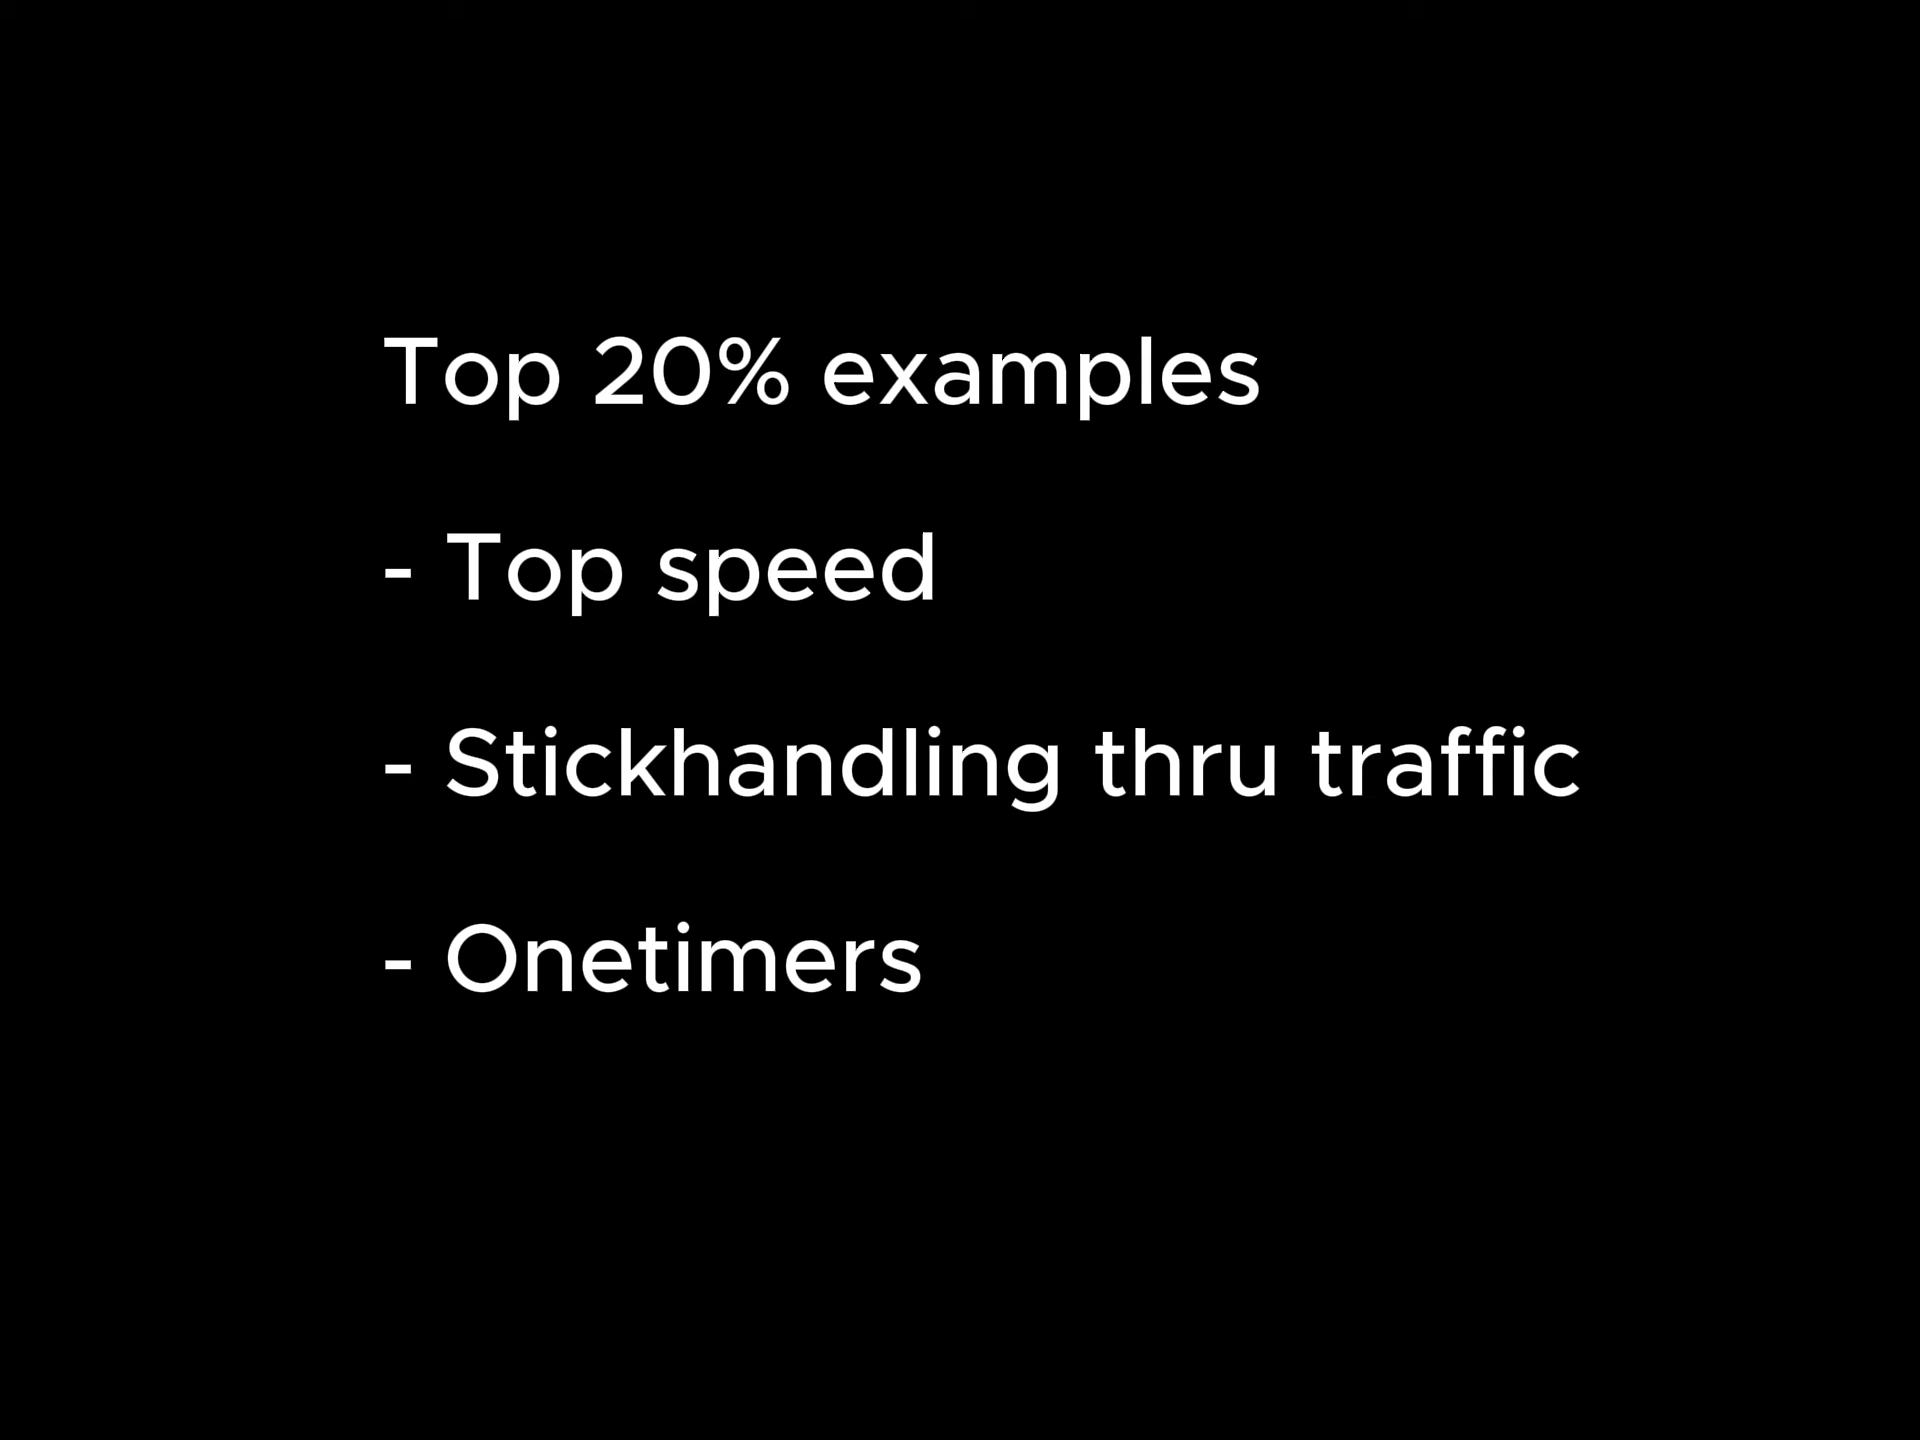 Top 20% examples
- Top speed
- Stickhandling thru traffic
- Onetimers